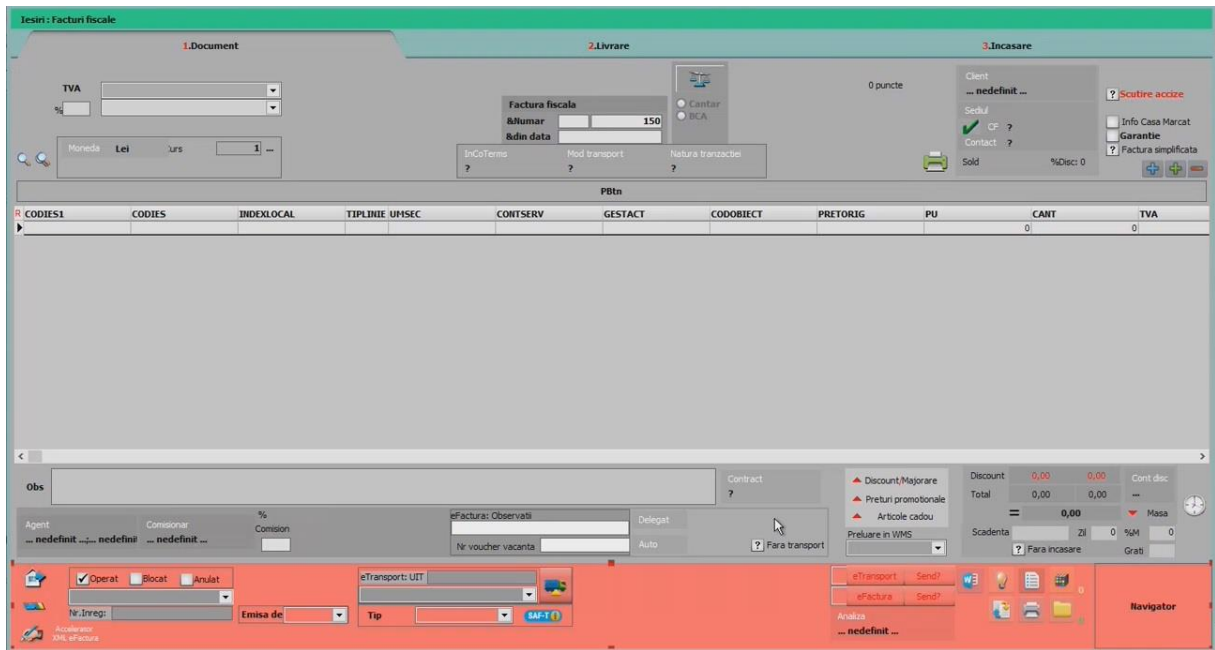 Iesiri : Facturi fiscale
1.Document 2.Livrare 3.Incasare
TVA
%
Moneda Lei urs 1 ...
Factura fiscala
&Numar 150
&din data
Cantar
BCA
InCoTerms Mod transport Natura tranzactiei
? ? ?
0 puncte
Client
... nedefinit ...
Sediul
CF ?
Contact ?
Sold %Disc: 0
? Scutire accize
Info Casa Marcat
Garantie
? Factura simplificata
PBtn
R CODIES1 CODIES INDEXLOCAL TIPLINIE UMSEC CONTSERV GESTACT CODOBIECT PRETORIG PU CANT TVA
0 0
Obs
Contract
?
Agent Comisionar % Comision
... nedefinit ...;... nedefinit ... nedefinit ...
eFactura: Observatii
Nr voucher vacanta
Delegat
Auto
? Fara transport
Discount/Majorare
Preturi promotionale
Articole cadou
Preluare in WMS
Discount 0,00 0,00 Cont disc
Total 0,00 0,00 ...
= 0,00 Masa
Scadenta Zil 0 %M 0
? Fara incasare Grati
Operat Blocat Anulat
Nr.Inreg:
Accelerator
XML eFactura
Emisa de
eTransport: UIT
Tip SAF-T
eTransport Send?
eFactura Send?
Analiza
... nedefinit ...
0
Navigator